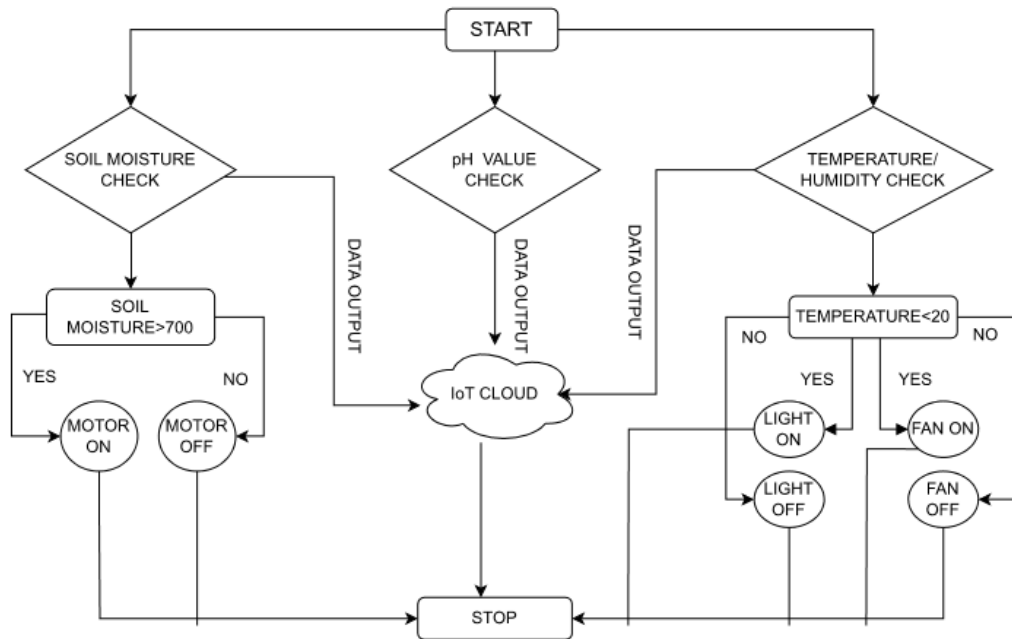 START
SOIL MOISTURE
CHECK
pH VALUE
CHECK
TEMPERATURE/
HUMIDITY CHECK
DATA OUTPUT
DATA OUTPUT
DATA OUTPUT
SOIL
MOISTURE>700
TEMPERATURE<20
NO
NO
YES
NO
YES
YES
IoT CLOUD
MOTOR
ON
MOTOR
OFF
LIGHT
ON
FAN ON
LIGHT
OFF
FAN
OFF
STOP